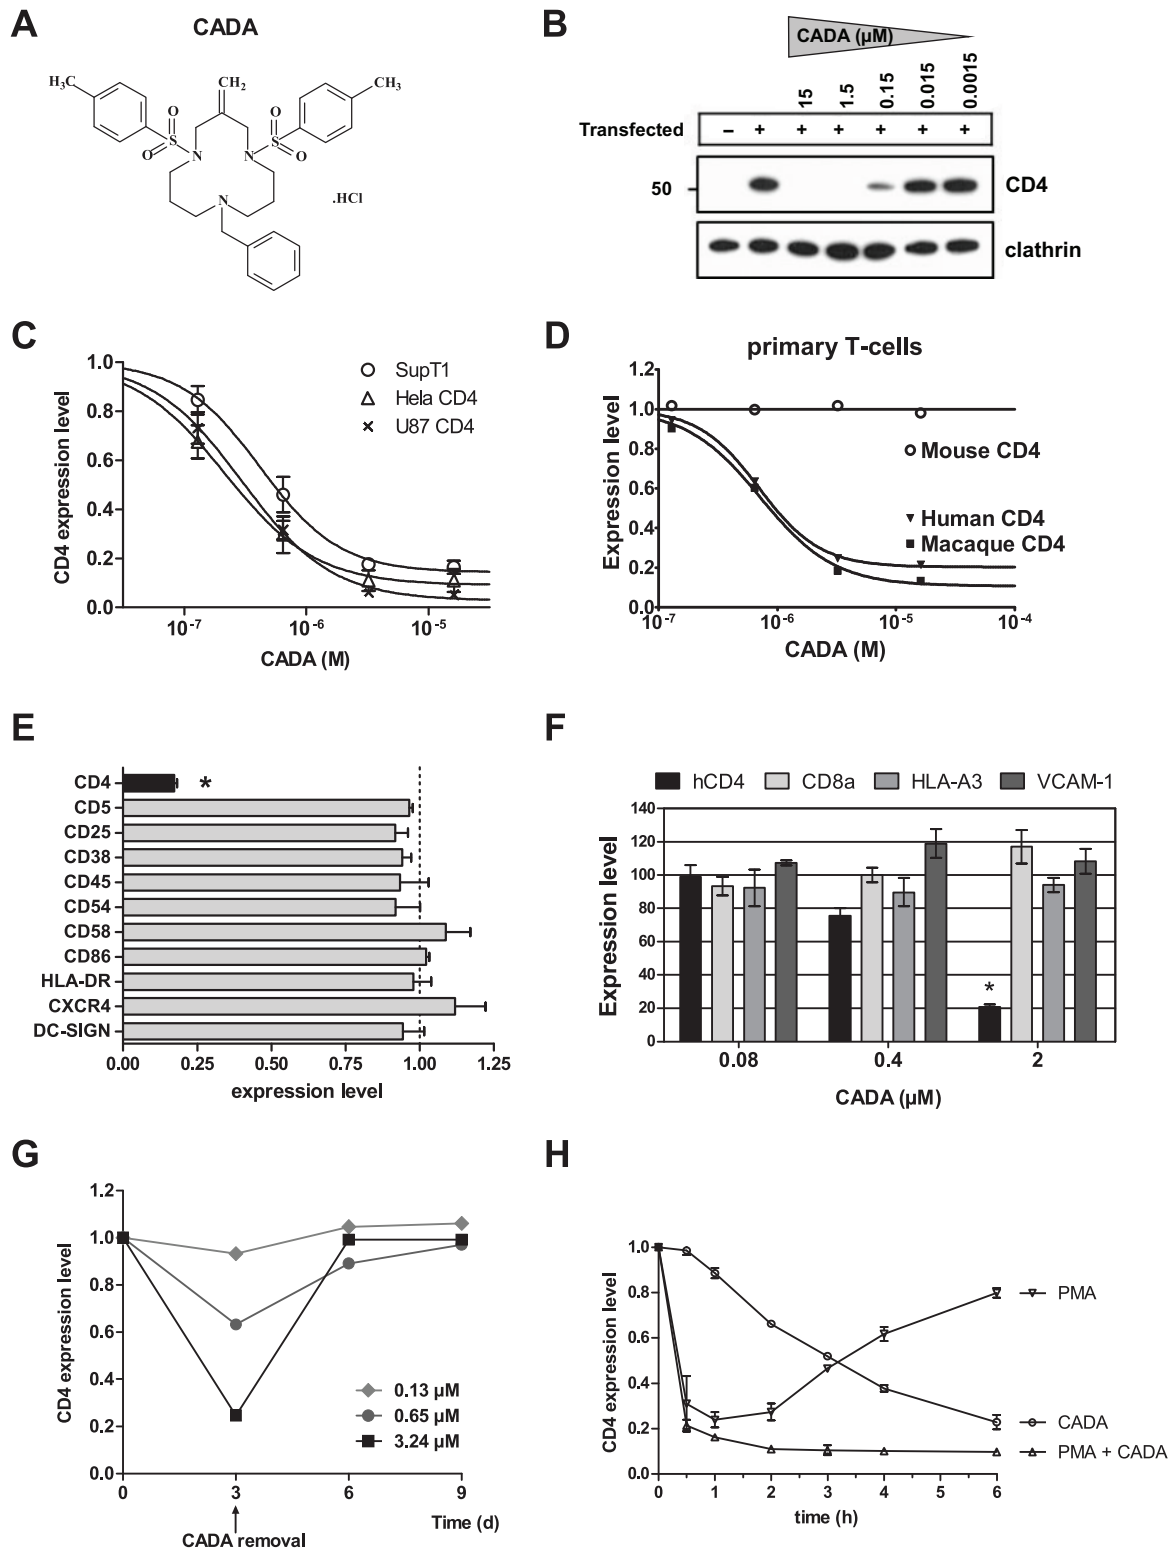 A
CADA
H₃C
CH₂
CH₃
O
O
S
S
O
O
N
N
N
.HCl
B
CADA (µM)
15
1.5
0.15
0.015
0.0015
Transfected
– + + + + + +
50
CD4
clathrin
C
CD4 expression level
1.0
0.8
0.6
0.4
0.2
0.0
SupT1
Hela CD4
U87 CD4
10⁻⁷ 10⁻⁶ 10⁻⁵
CADA (M)
D
primary T-cells
Expression level
1.2
1.0
0.8
0.6
0.4
0.2
0.0
Mouse CD4
Human CD4
Macaque CD4
10⁻⁷ 10⁻⁶ 10⁻⁵ 10⁻⁴
CADA (M)
E
CD4
*
CD5
CD25
CD38
CD45
CD54
CD58
CD86
HLA-DR
CXCR4
DC-SIGN
0.00 0.25 0.50 0.75 1.00 1.25
expression level
F
hCD4 CD8a HLA-A3 VCAM-1
Expression level
140
120
100
80
60
40
20
0
*
0.08 0.4 2
CADA (µM)
G
CD4 expression level
1.2
1.0
0.8
0.6
0.4
0.2
0.0
0.13 µM
0.65 µM
3.24 µM
0 3 6 9
Time (d)
CADA removal
H
CD4 expression level
1.0
0.8
0.6
0.4
0.2
0.0
PMA
CADA
PMA + CADA
0 1 2 3 4 5 6
time (h)